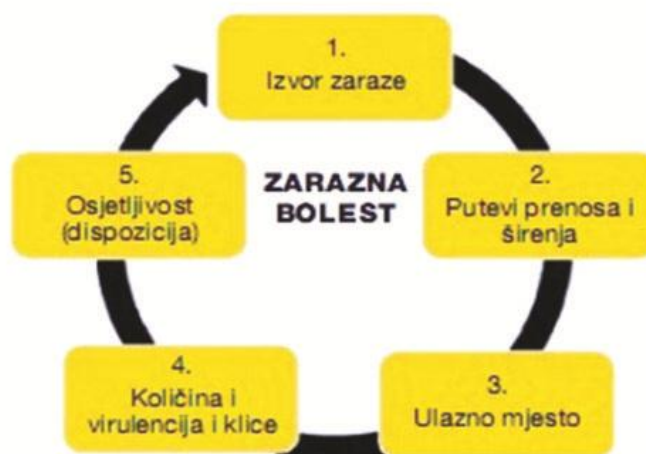 1.
Izvor zaraze
ZARAZNA
BOLEST
2.
Putevi prenosa i
širenja
3.
Ulazno mjesto
4.
Količina i
virulencija i klice
5.
Osjetljivost
(dispozicija)